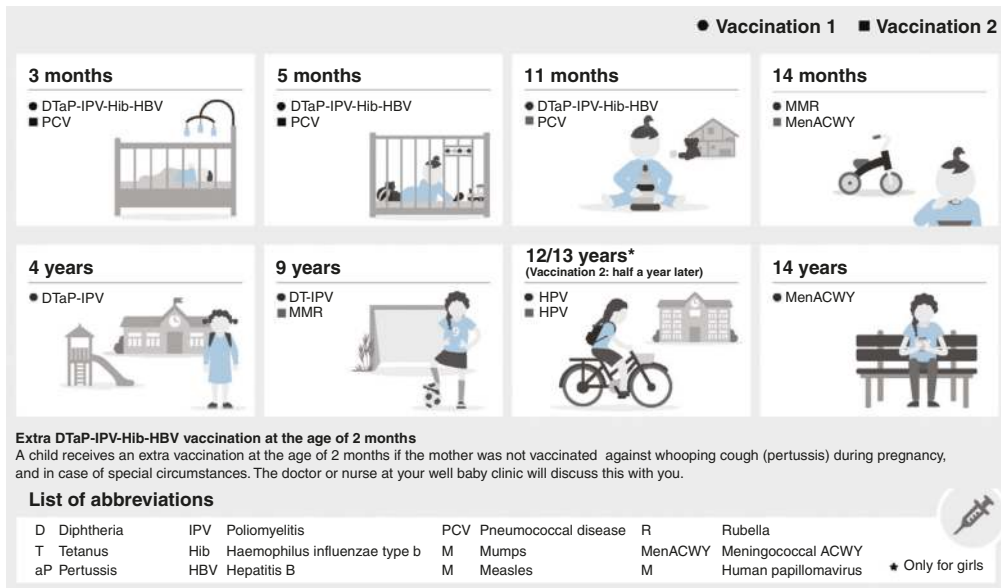 ● Vaccination 1 ■ Vaccination 2
3 months
● DTaP-IPV-Hib-HBV
■ PCV
5 months
● DTaP-IPV-Hib-HBV
■ PCV
11 months
● DTaP-IPV-Hib-HBV
■ PCV
14 months
● MMR
■ MenACWY
4 years
● DTaP-IPV
9 years
● DT-IPV
■ MMR
12/13 years*
(Vaccination 2: half a year later)
● HPV
■ HPV
14 years
● MenACWY
Extra DTaP-IPV-Hib-HBV vaccination at the age of 2 months
A child receives an extra vaccination at the age of 2 months if the mother was not vaccinated against whooping cough (pertussis) during pregnancy,
and in case of special circumstances. The doctor or nurse at your well baby clinic will discuss this with you.
List of abbreviations
D Diphtheria IPV Poliomyelitis PCV Pneumococcal disease R Rubella
T Tetanus Hib Haemophilus influenzae type b M Mumps MenACWY Meningococcal ACWY
aP Pertussis HBV Hepatitis B M Measles M Human papillomavirus
★ Only for girls